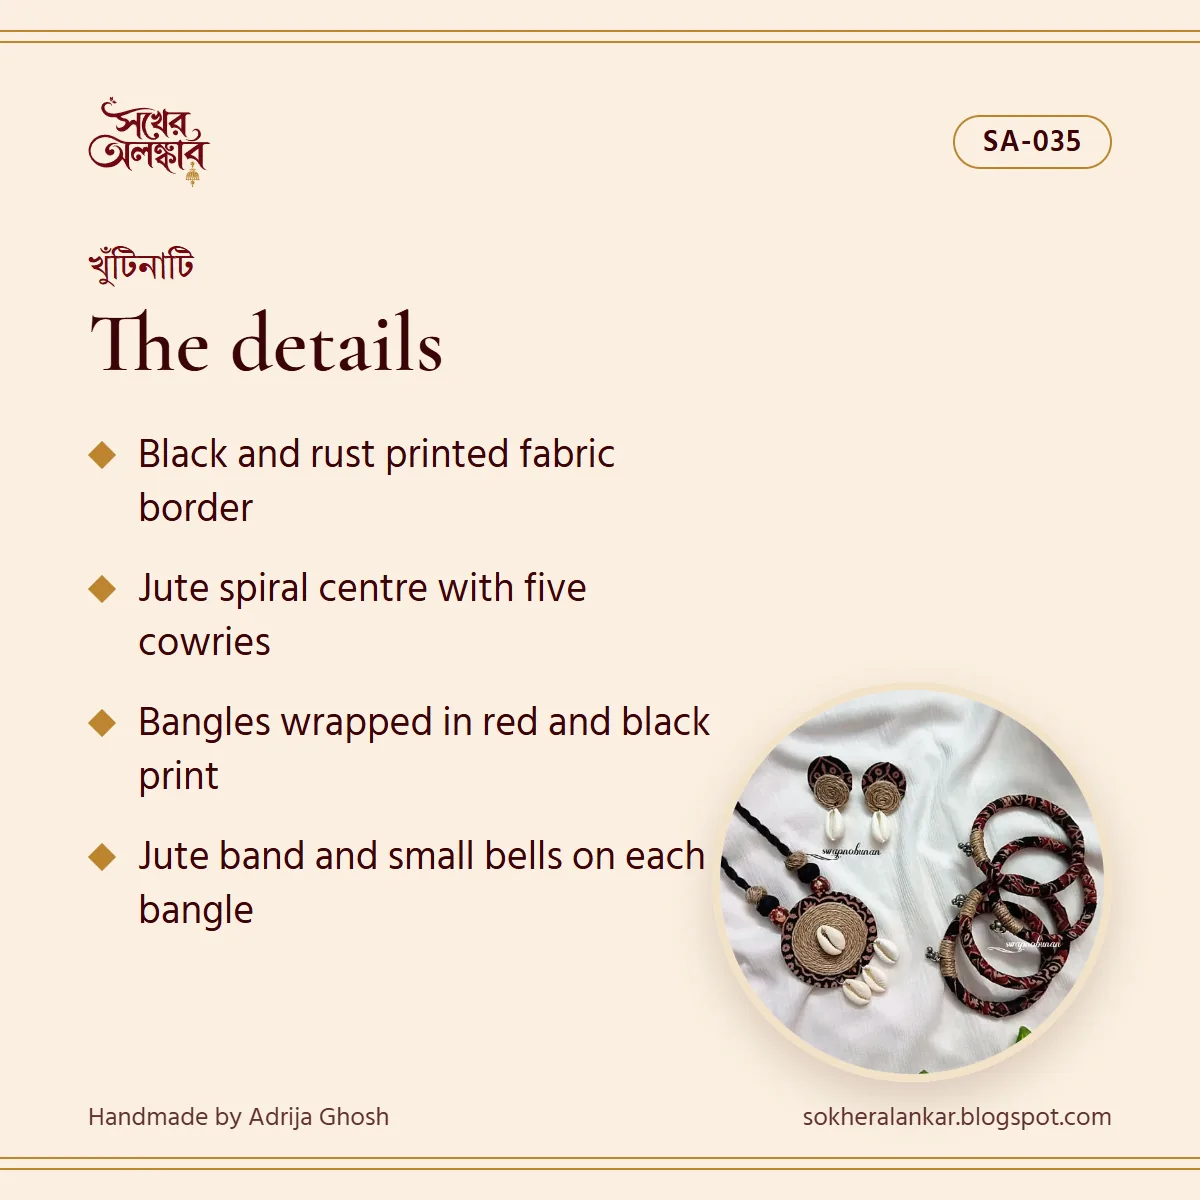 সখের
অলঙ্কার
SA-035
খুঁটিনাটি
The details
Black and rust printed fabric
border
Jute spiral centre with five
cowries
Bangles wrapped in red and black
print
Jute band and small bells on each
bangle
swapnobunan
swapnobunan
Handmade by Adrija Ghosh
sokheralankar.blogspot.com